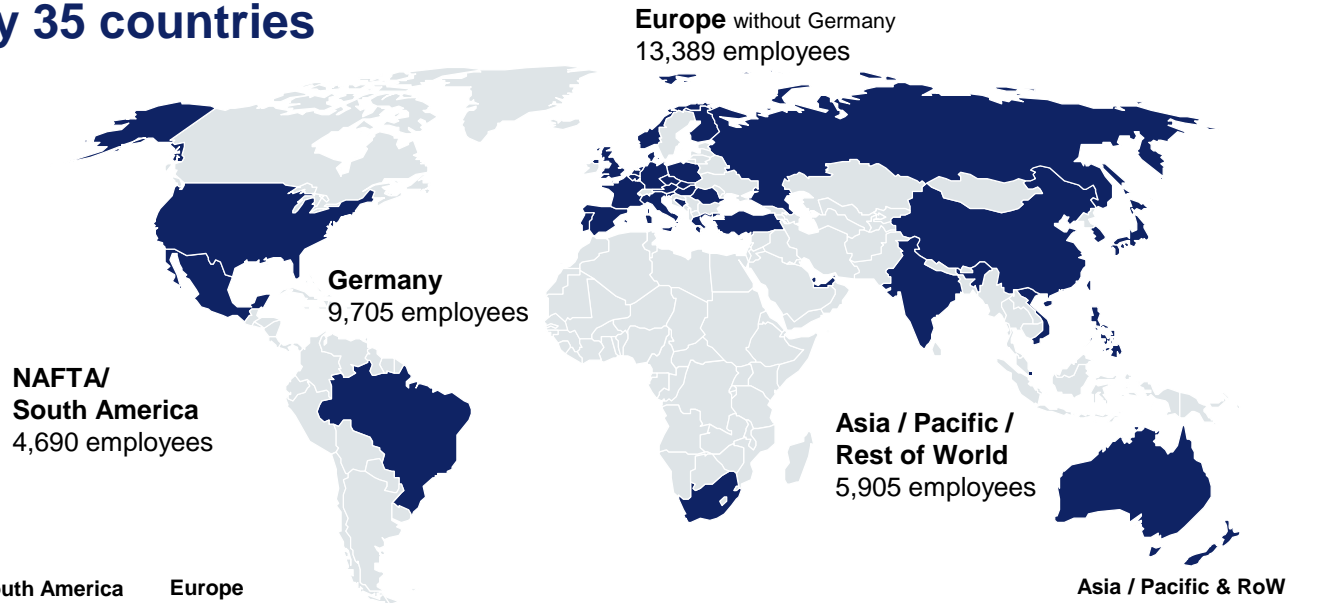 35 countries
Europe without Germany
13,389 employees
Germany
9,705 employees
NAFTA/
South America
4,690 employees
Asia / Pacific /
Rest of World
5,905 employees
America Europe Asia / Pacific & RoW